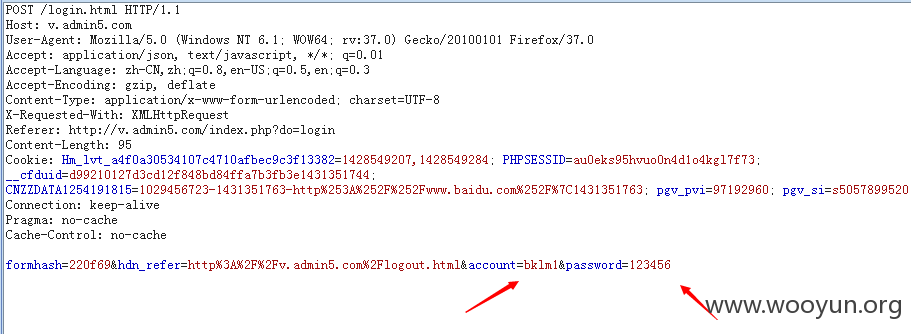 POST /login.html HTTP/1.1
Host: v.admin5.com
User-Agent: Mozilla/5.0 (Windows NT 6.1; WOW64; rv:37.0) Gecko/20100101 Firefox/37.0
Accept: application/json, text/javascript, */*; q=0.01
Accept-Language: zh-CN,zh;q=0.8,en-US;q=0.5,en;q=0.3
Accept-Encoding: gzip, deflate
Content-Type: application/x-www-form-urlencoded; charset=UTF-8
X-Requested-With: XMLHttpRequest
Referer: http://v.admin5.com/index.php?do=login
Content-Length: 95
Cookie: Hm_lvt_a4f0a30534107c4710afbec9c3f13382=1428549207,1428549284; PHPSESSID=au0eks95hvuo0n4d1o4kgl7f73;
__cfduid=d99210127d3cd12f848bd84ffa7b3fb3e1431351744;
CNZZDATA1254191815=1029456723-1431351763-http%253A%252F%252Fwww.baidu.com%252F%7C1431351763; pgv_pvi=97192960; pgv_si=s5057899520
Connection: keep-alive
Pragma: no-cache
Cache-Control: no-cache
formhash=220f69&hdn_refer=http%3A%2F%2Fv.admin5.com%2Flogout.html&account=bklm1&password=123456
www.wooyun.org